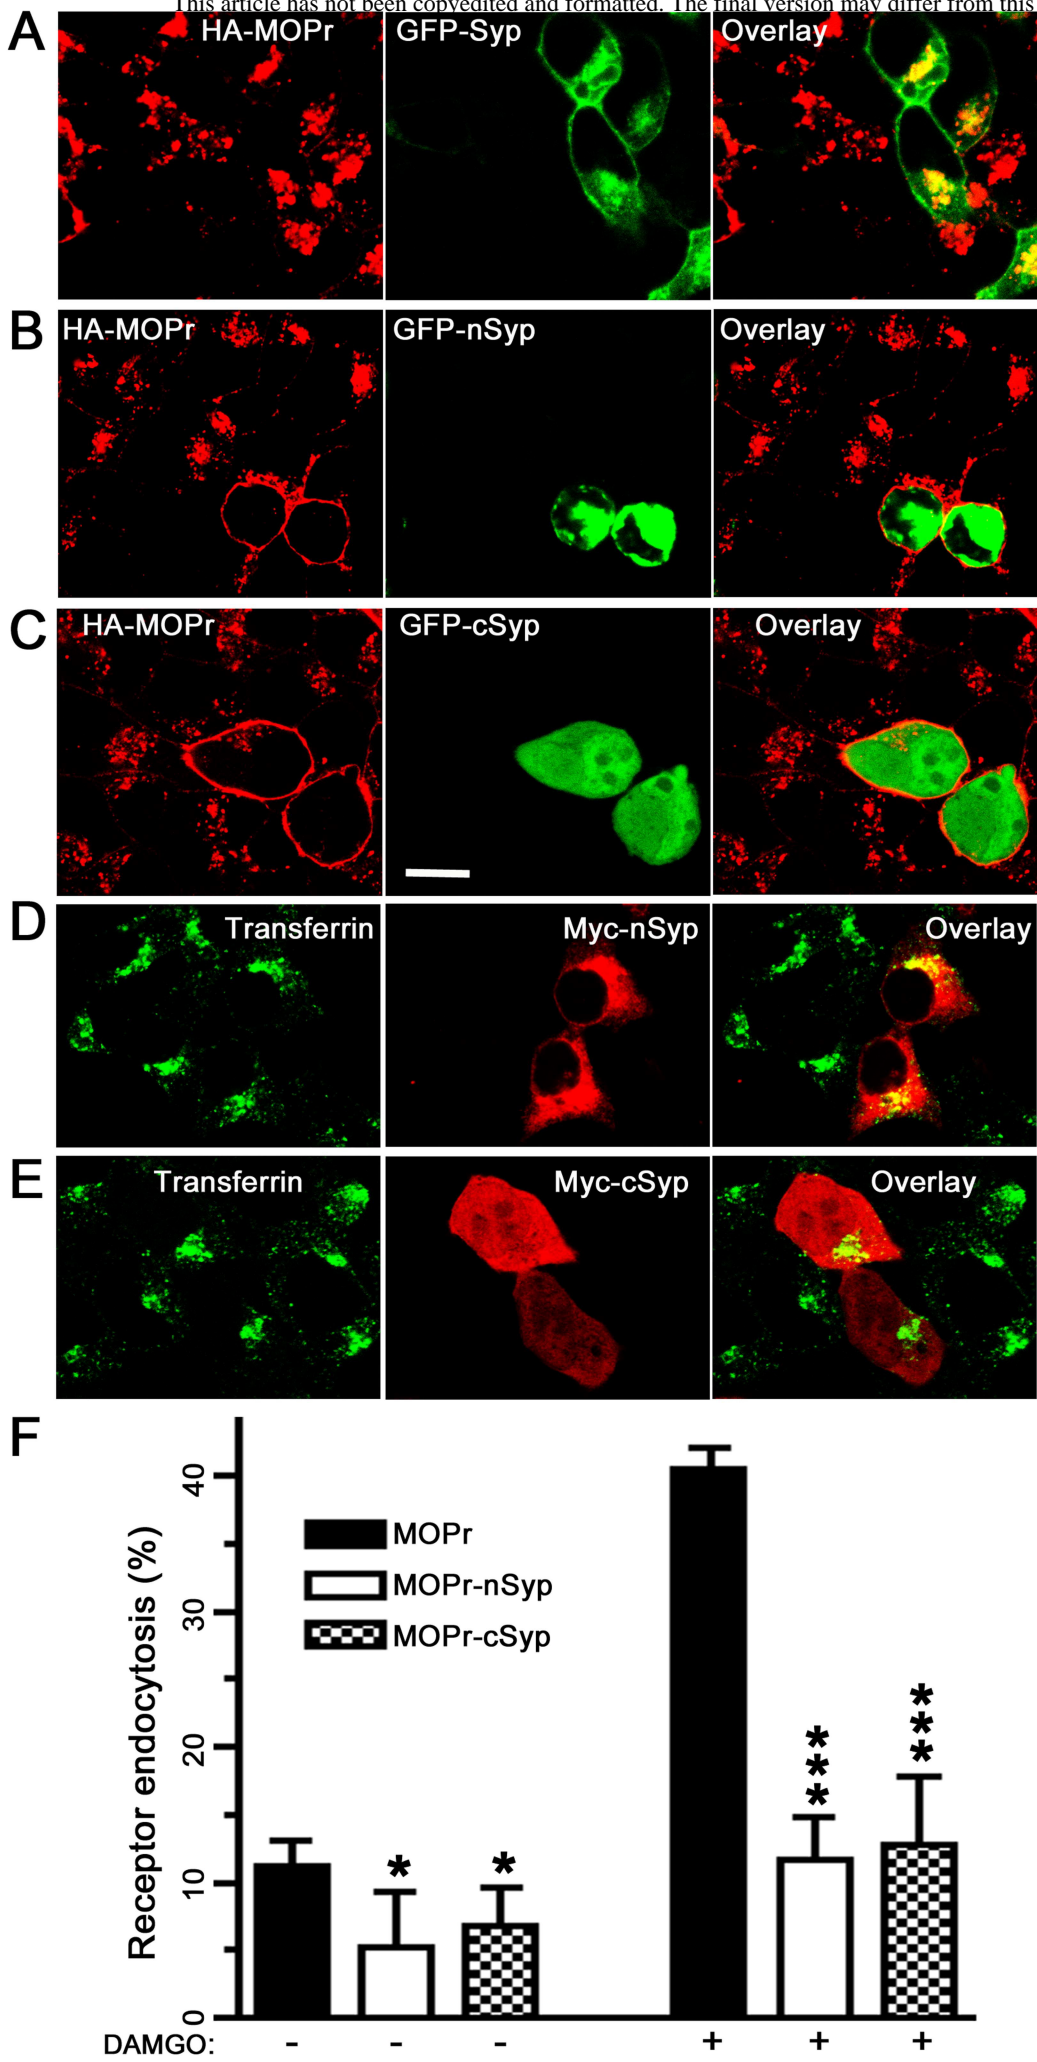 This article has not been copyedited and formatted. The final version may differ from this
A
HA-MOPr
GFP-Syp
Overlay
B
HA-MOPr
GFP-nSyp
Overlay
C
HA-MOPr
GFP-cSyp
Overlay
D
Transferrin
Myc-nSyp
Overlay
E
Transferrin
Myc-cSyp
Overlay
F
Receptor endocytosis (%)
40
30
20
10
0
MOPr
MOPr-nSyp
MOPr-cSyp
*
*
***
***
DAMGO: - - - + + +